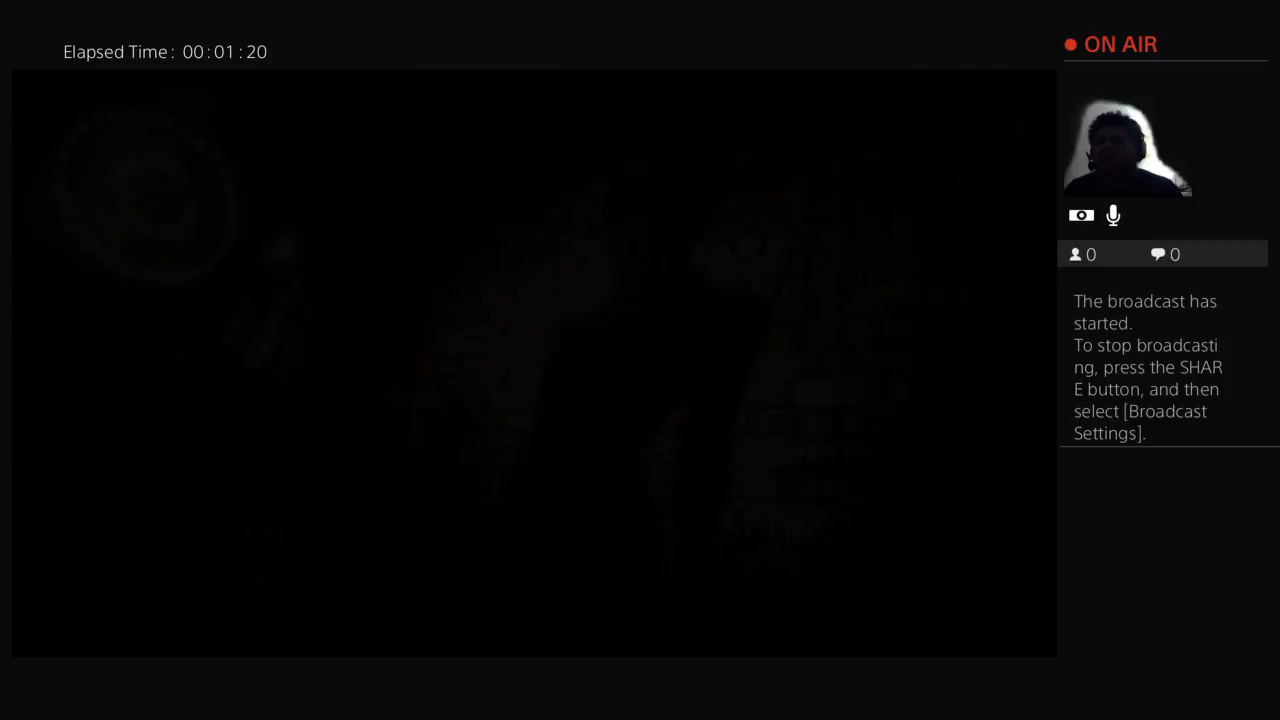 Elapsed Time: 00:01:20
ON AIR
0 0
The broadcast has
started.
To stop broadcasti
ng, press the SHAR
E button, and then
select [Broadcast
Settings].